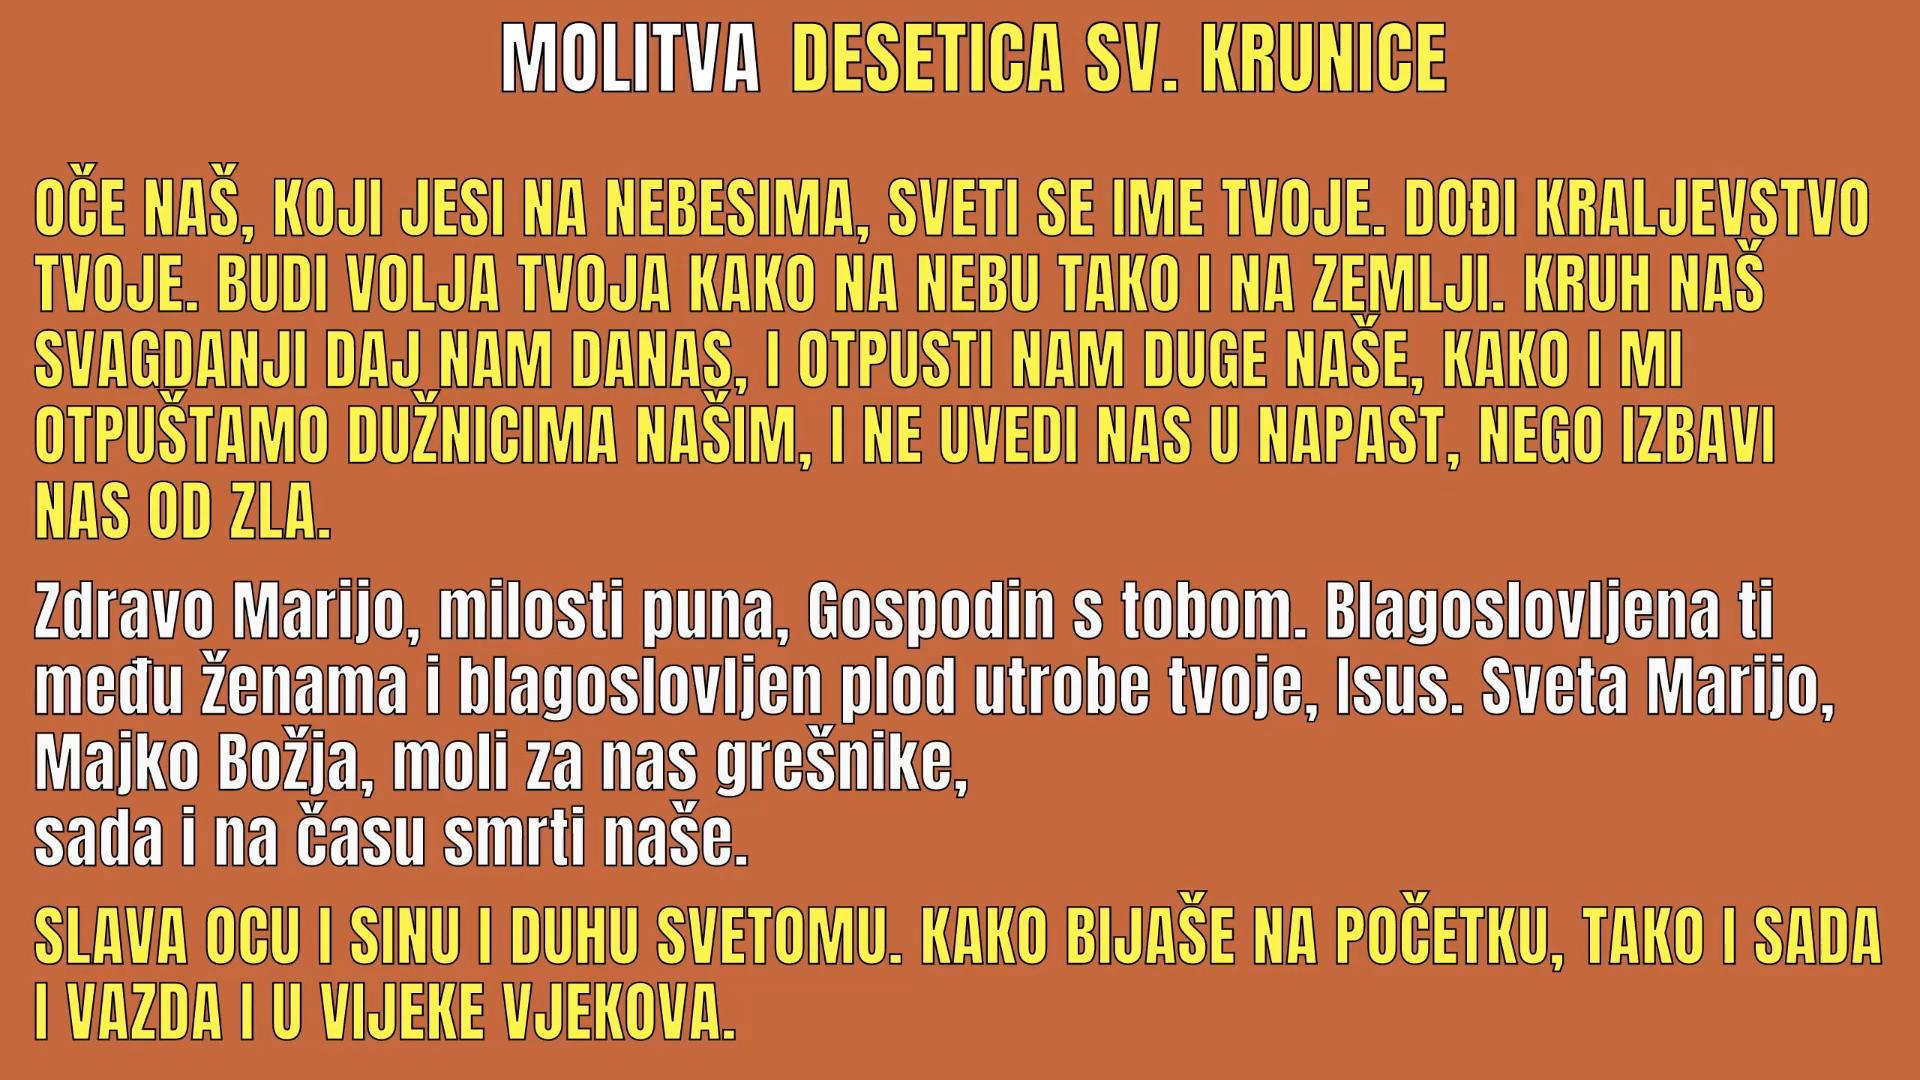 MOLITVA DESETICA SV. KRUNICE
OČE NAŠ, KOJI JESI NA NEBESIMA, SVETI SE IME TVOJE. DOĐI KRALJEVSTVO
TVOJE. BUDI VOLJA TVOJA KAKO NA NEBU TAKO I NA ZEMLJI. KRUH NAŠ
SVAGDANJI DAJ NAM DANAS, I OTPUSTI NAM DUGE NAŠE, KAKO I MI
OTPUŠTAMO DUŽNICIMA NAŠIM, I NE UVEDI NAS U NAPAST, NEGO IZBAVI
NAS OD ZLA.
Zdravo Marijo, milosti puna, Gospodin s tobom. Blagoslovljena ti
među ženama i blagoslovljen plod utrobe tvoje, Isus. Sveta Marijo,
Majko Božja, moli za nas grešnike,
sada i na času smrti naše.
SLAVA OCU I SINU I DUHU SVETOMU. KAKO BIJAŠE NA POČETKU, TAKO I SADA
I VAZDA I U VIJEKE VJEKOVA.